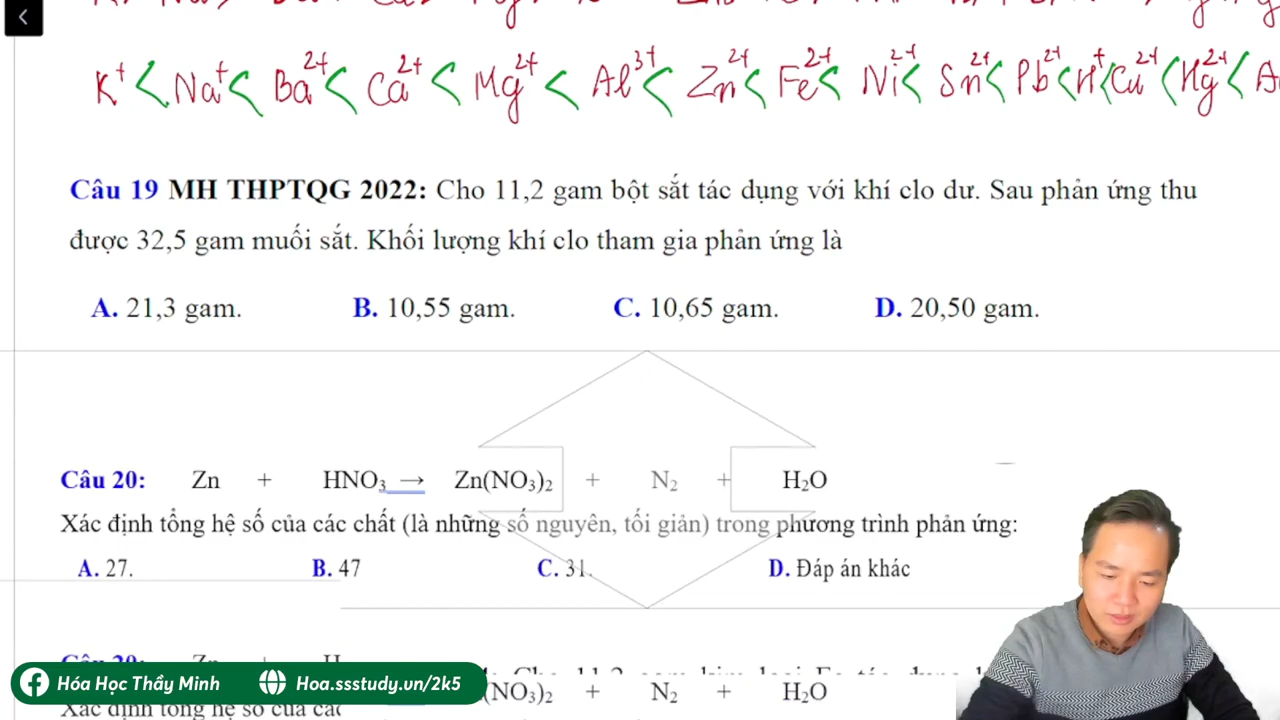 K⁺ < Na⁺ < Ba²⁺ < Ca²⁺ < Mg²⁺ < Al³⁺ < Zn²⁺ < Fe²⁺ < Ni²⁺ < Sn²⁺ < Pb²⁺ < H⁺ < Cu²⁺ < Hg²⁺ <
Câu 19 MH THPTQG 2022: Cho 11,2 gam bột sắt tác dụng với khí clo dư. Sau phản ứng thu
được 32,5 gam muối sắt. Khối lượng khí clo tham gia phản ứng là
A. 21,3 gam. B. 10,55 gam. C. 10,65 gam. D. 20,50 gam.
Câu 20: Zn + HNO₃ → Zn(NO₃)₂ + N₂ + H₂O
Xác định tổng hệ số của các chất (là những số nguyên, tối giản) trong phương trình phản ứng:
A. 27. B. 47 C. 31. D. Đáp án khác
(NO₃)₂ + N₂ + H₂O
Hóa Học Thầy Minh Hoa.ssstudy.vn/2k5
Xác định tổng hệ số của